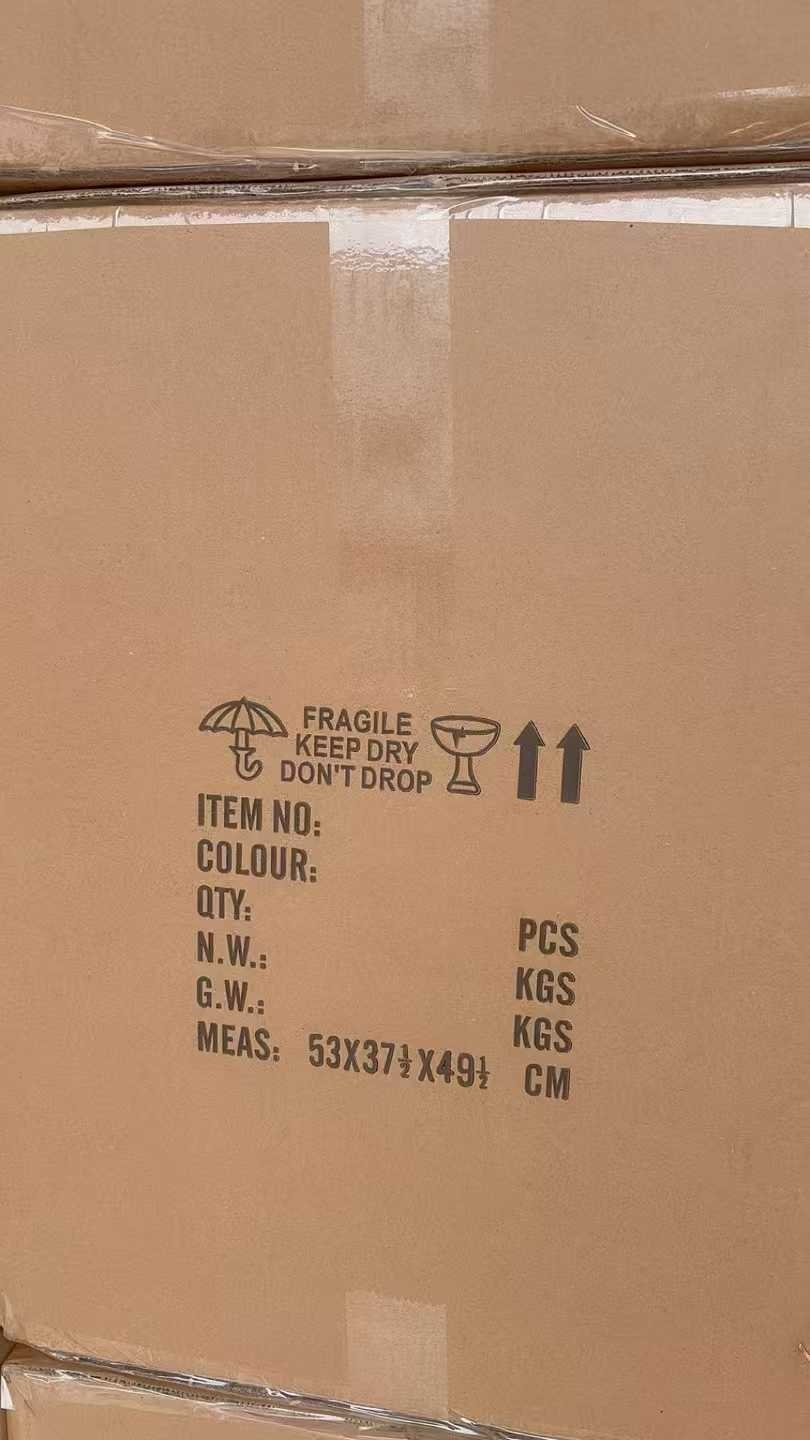 FRAGILE
KEEP DRY
DON'T DROP
ITEM NO:
COLOUR:
QTY: PCS
N.W.: KGS
G.W.: KGS
MEAS: 53X37½X49½ CM